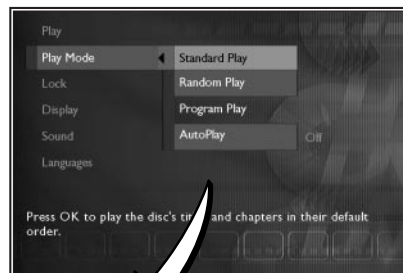 Play
Play Mode
Standard Play
Lock
Random Play
Display
Program Play
Sound
AutoPlay
Off
Languages
Press OK to play the disc's and chapters in their default
order.